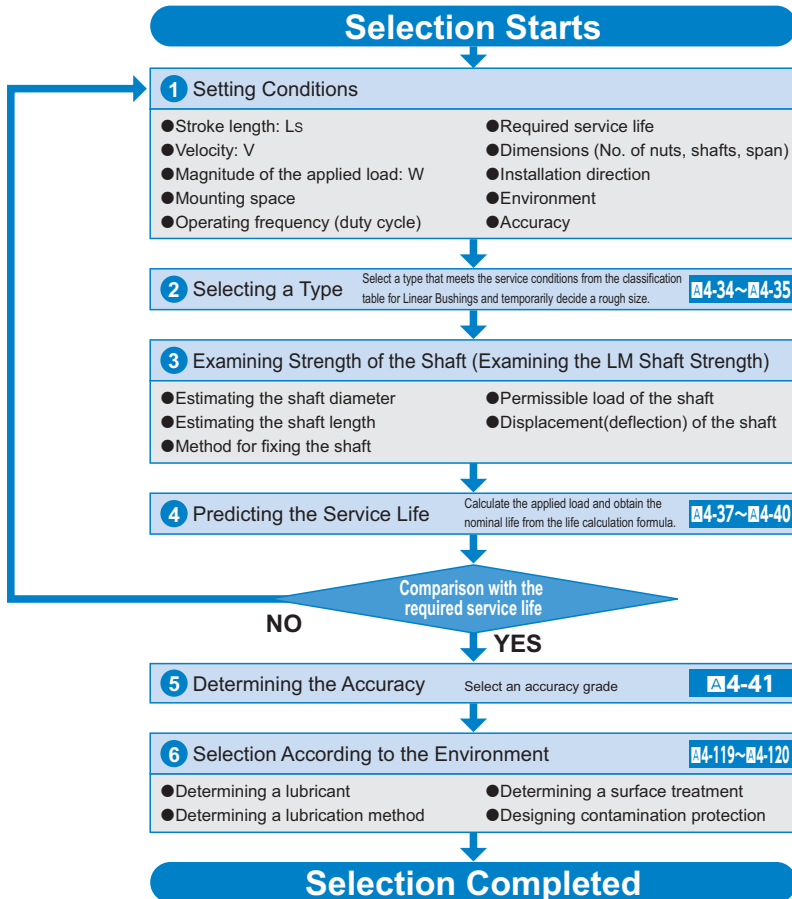 Selection Starts
1 Setting Conditions
●Stroke length: LS
●Velocity: V
●Magnitude of the applied load: W
●Mounting space
●Operating frequency (duty cycle)
●Required service life
●Dimensions (No. of nuts, shafts, span)
●Installation direction
●Environment
●Accuracy
2 Selecting a Type
Select a type that meets the service conditions from the classification
table for Linear Bushings and temporarily decide a rough size.
A4-34~A4-35
3 Examining Strength of the Shaft (Examining the LM Shaft Strength)
●Estimating the shaft diameter
●Estimating the shaft length
●Method for fixing the shaft
●Permissible load of the shaft
●Displacement(deflection) of the shaft
4 Predicting the Service Life
Calculate the applied load and obtain the
nominal life from the life calculation formula.
A4-37~A4-40
Comparison with the
required service life
NO
YES
5 Determining the Accuracy
Select an accuracy grade
A4-41
6 Selection According to the Environment
A4-119~A4-120
●Determining a lubricant
●Determining a lubrication method
●Determining a surface treatment
●Designing contamination protection
Selection Completed